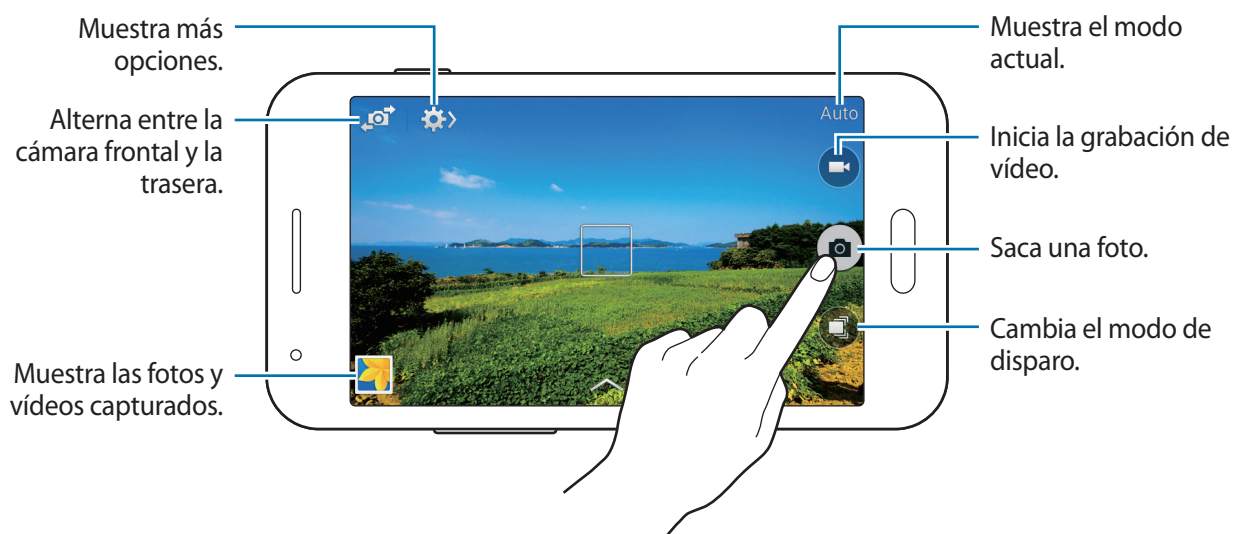 Muestra más
opciones.
Alterna entre la
cámara frontal y la
trasera.
Muestra las fotos y
vídeos capturados.
Auto
Muestra el modo
actual.
Inicia la grabación de
vídeo.
Saca una foto.
Cambia el modo de
disparo.